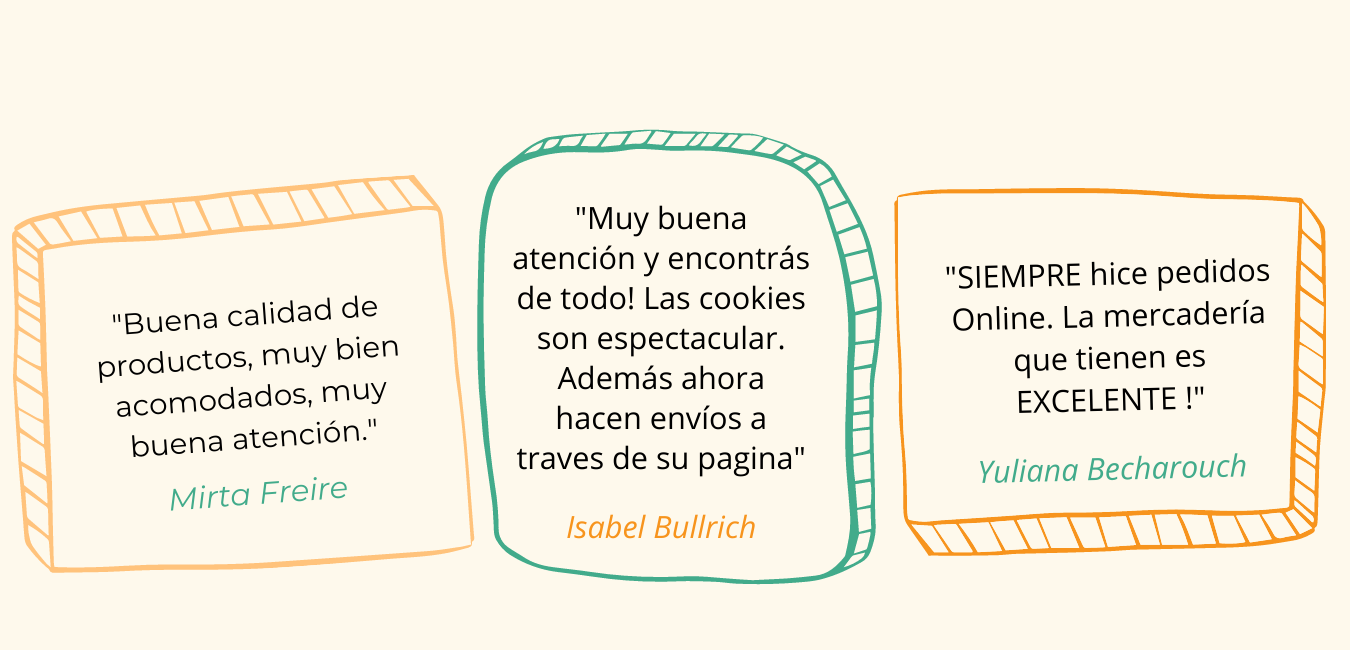 "Buena calidad de
productos, muy bien
acomodados, muy
buena atención."
Mirta Freire
"Muy buena
atención y encontrás
de todo! Las cookies
son espectacular.
Además ahora
hacen envíos a
traves de su pagina"
Isabel Bullrich
"SIEMPRE hice pedidos
Online. La mercadería
que tienen es
EXCELENTE !"
Yuliana Becharouch